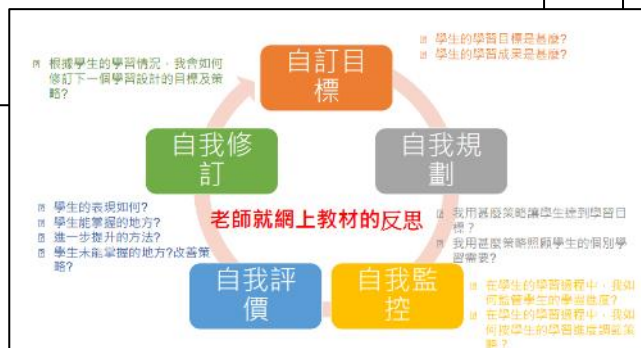 學生的學習目標是甚麼?
學生的學習成果是甚麼?
自訂目
標
根據學生的學習情況，我會如何
修訂下一個學習設計的目標及策
略?
自我修
訂
自我規
劃
老師就網上教材的反思
學生的表現如何?
學生能掌握的地方?
進一步提升的方法?
學生未能掌握的地方?改善策
略?
我用甚麼策略讓學生達到學習目
標？
我用甚麼策略照顧學生的個別學
習需要?
自我評
價
自我監
控
在學生的學習過程中，我如
何監管學生的學習進度?
在學生的學習過程中，我如
何按學生的學習進度調節策
略？